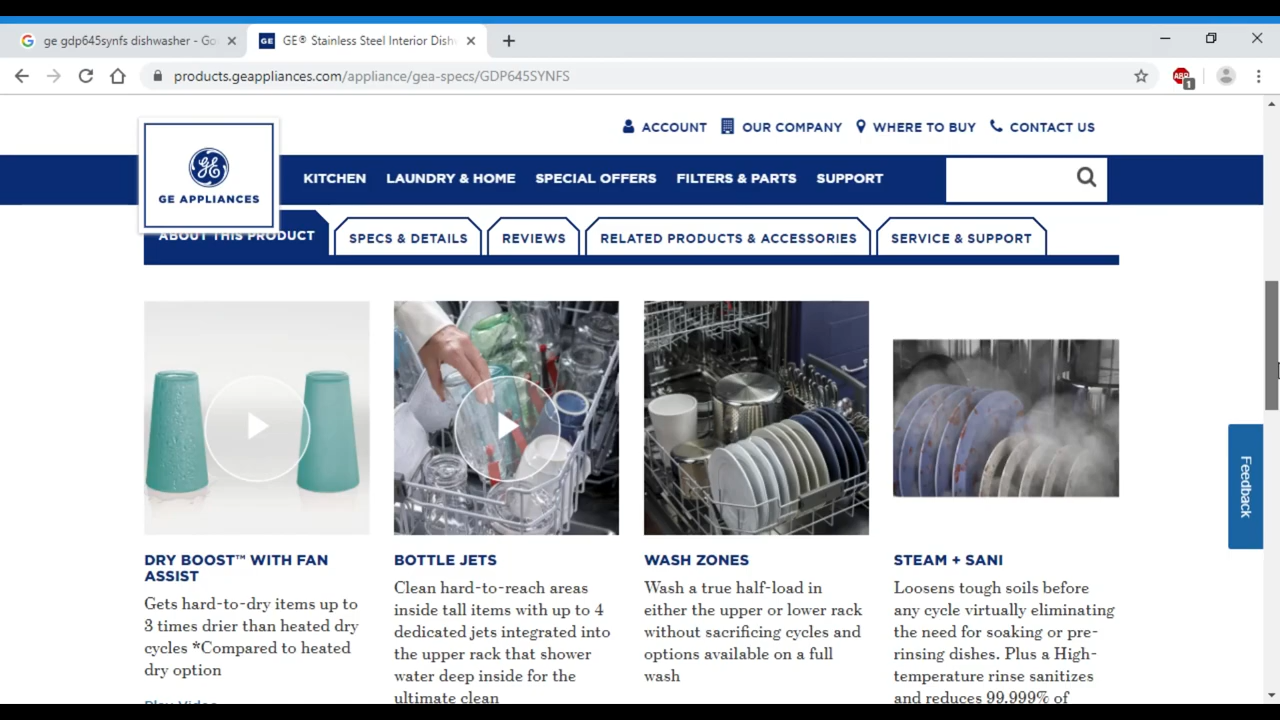 ge gdp645synfs dishwasher - Go
GE® Stainless Steel Interior Dish
products.geappliances.com/appliance/gea-specs/GDP645SYNFS
ABP
1
ACCOUNT
OUR COMPANY
WHERE TO BUY
CONTACT US
GE
GE APPLIANCES
KITCHEN
LAUNDRY & HOME
SPECIAL OFFERS
FILTERS & PARTS
SUPPORT
ABOUT THIS PRODUCT
SPECS & DETAILS
REVIEWS
RELATED PRODUCTS & ACCESSORIES
SERVICE & SUPPORT
DRY BOOST™ WITH FAN
ASSIST
Gets hard-to-dry items up to
3 times drier than heated dry
cycles *Compared to heated
dry option
Play Video
BOTTLE JETS
Clean hard-to-reach areas
inside tall items with up to 4
dedicated jets integrated into
the upper rack that shower
water deep inside for the
ultimate clean
WASH ZONES
Wash a true half-load in
either the upper or lower rack
without sacrificing cycles and
options available on a full
wash
STEAM + SANI
Loosens tough soils before
any cycle virtually eliminating
the need for soaking or pre-
rinsing dishes. Plus a High-
temperature rinse sanitizes
and reduces 99.999% of
Feedback